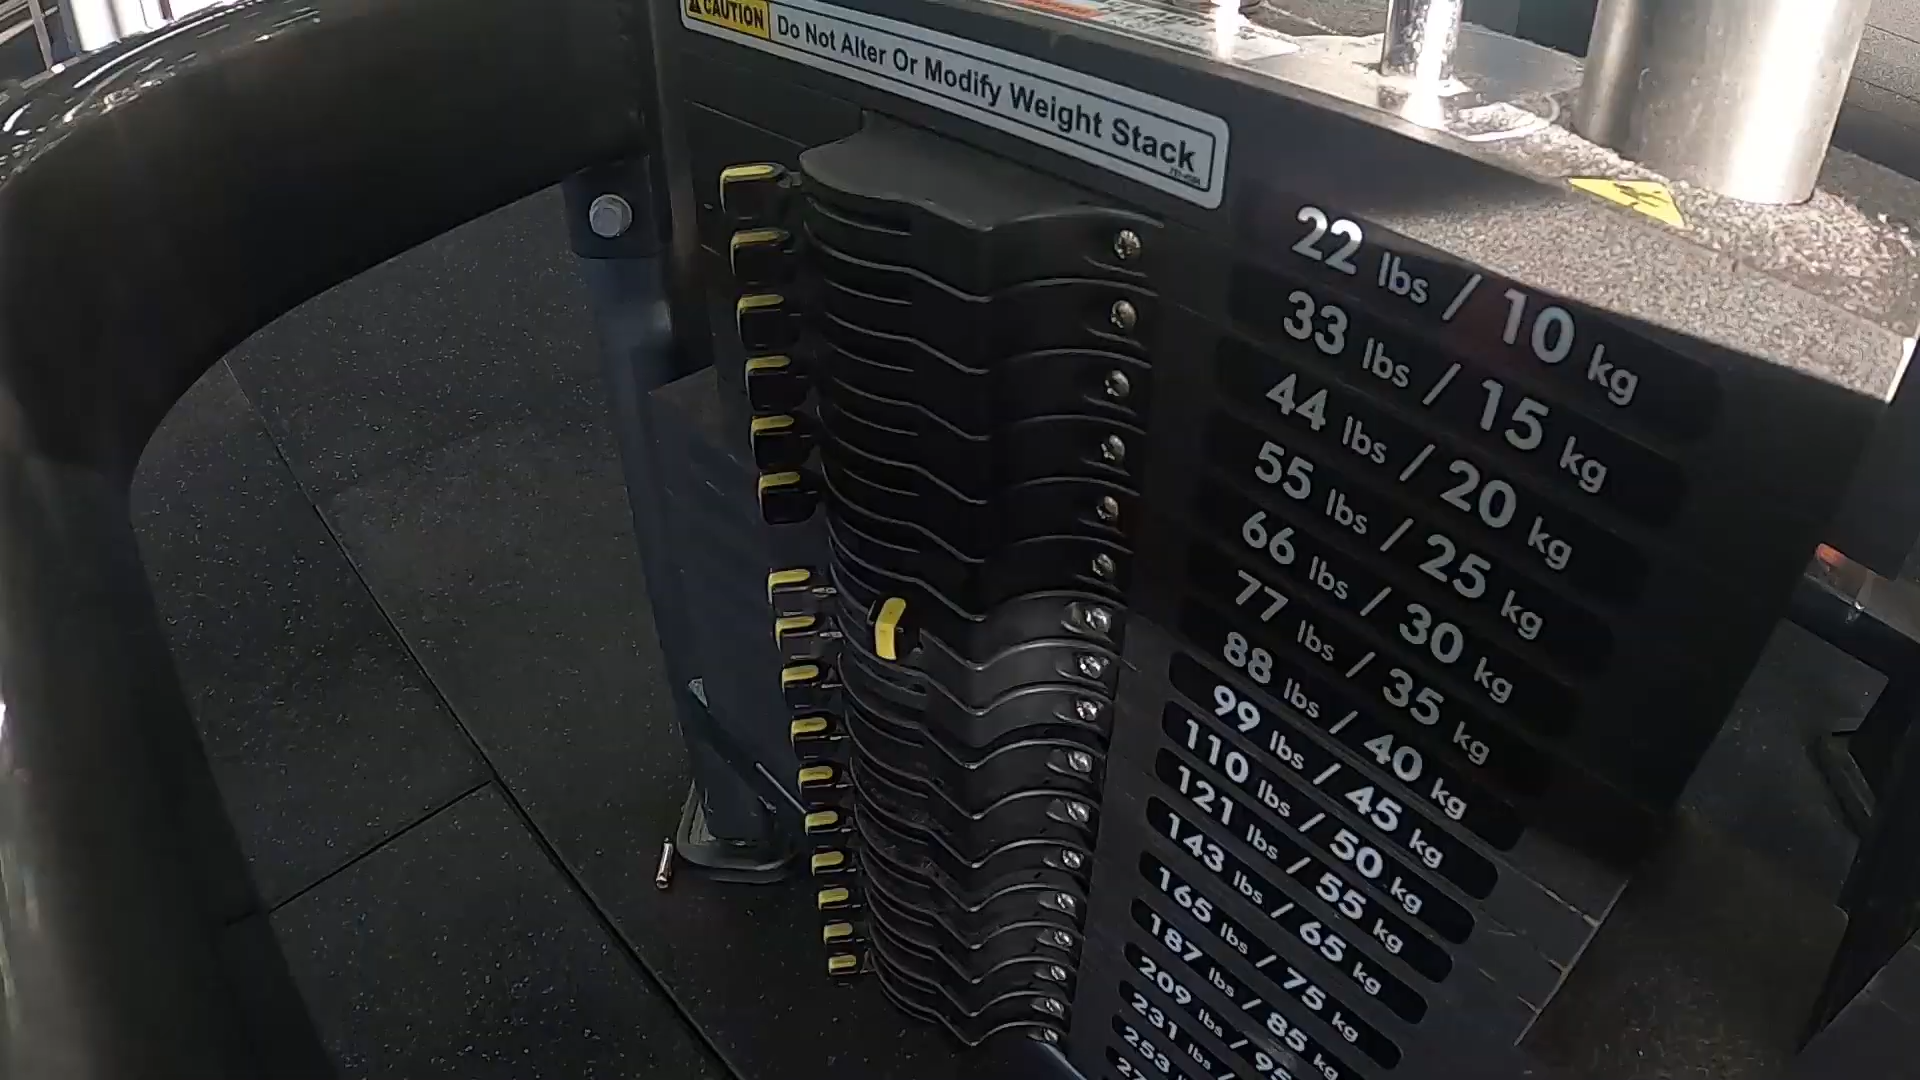 CAUTION Do Not Alter Or Modify Weight Stack
22 lbs / 10 kg
33 lbs / 15 kg
44 lbs / 20 kg
55 lbs / 25 kg
66 lbs / 30 kg
77 lbs / 35 kg
88 lbs / 40 kg
99 lbs / 45 kg
110 lbs / 50 kg
121 lbs / 55 kg
143 lbs / 65 kg
165 lbs / 75 kg
187 lbs / 85 kg
209 lbs / 95
231 lbs /
253
27